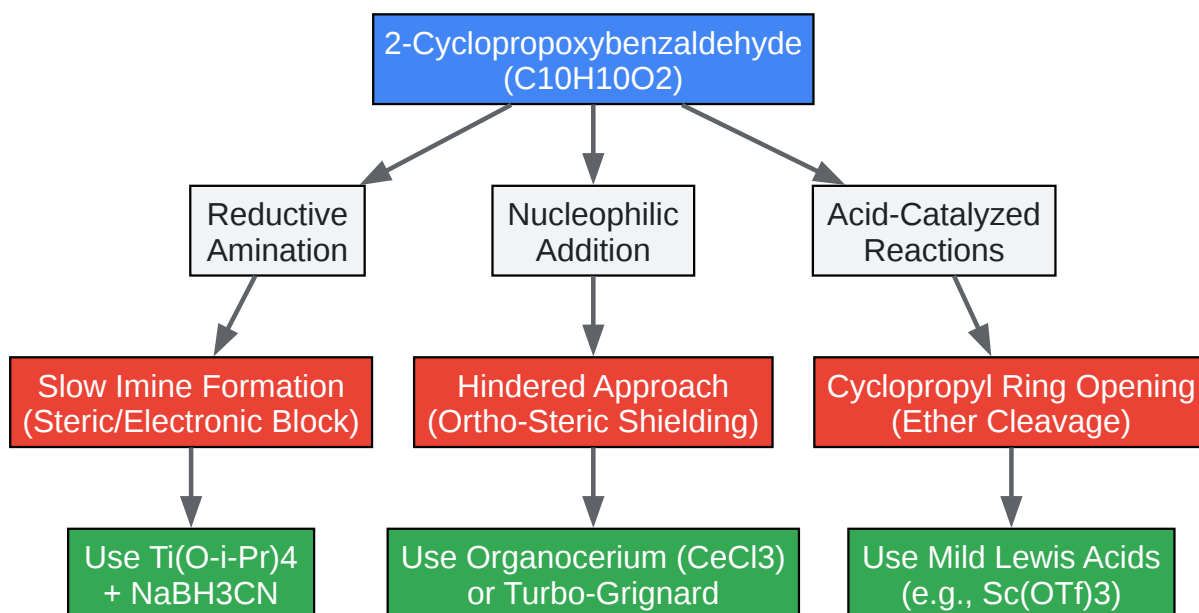 2-Cyclopropoxybenzaldehyde
(C10H10O2)
Reductive
Amination
Nucleophilic
Addition
Acid-Catalyzed
Reactions
Slow Imine Formation
(Steric/Electronic Block)
Hindered Approach
(Ortho-Steric Shielding)
Cyclopropyl Ring Opening
(Ether Cleavage)
Use Ti(O-i-Pr)4
+ NaBH3CN
Use Organocerium (CeCl3)
or Turbo-Grignard
Use Mild Lewis Acids
(e.g., Sc(OTf)3)